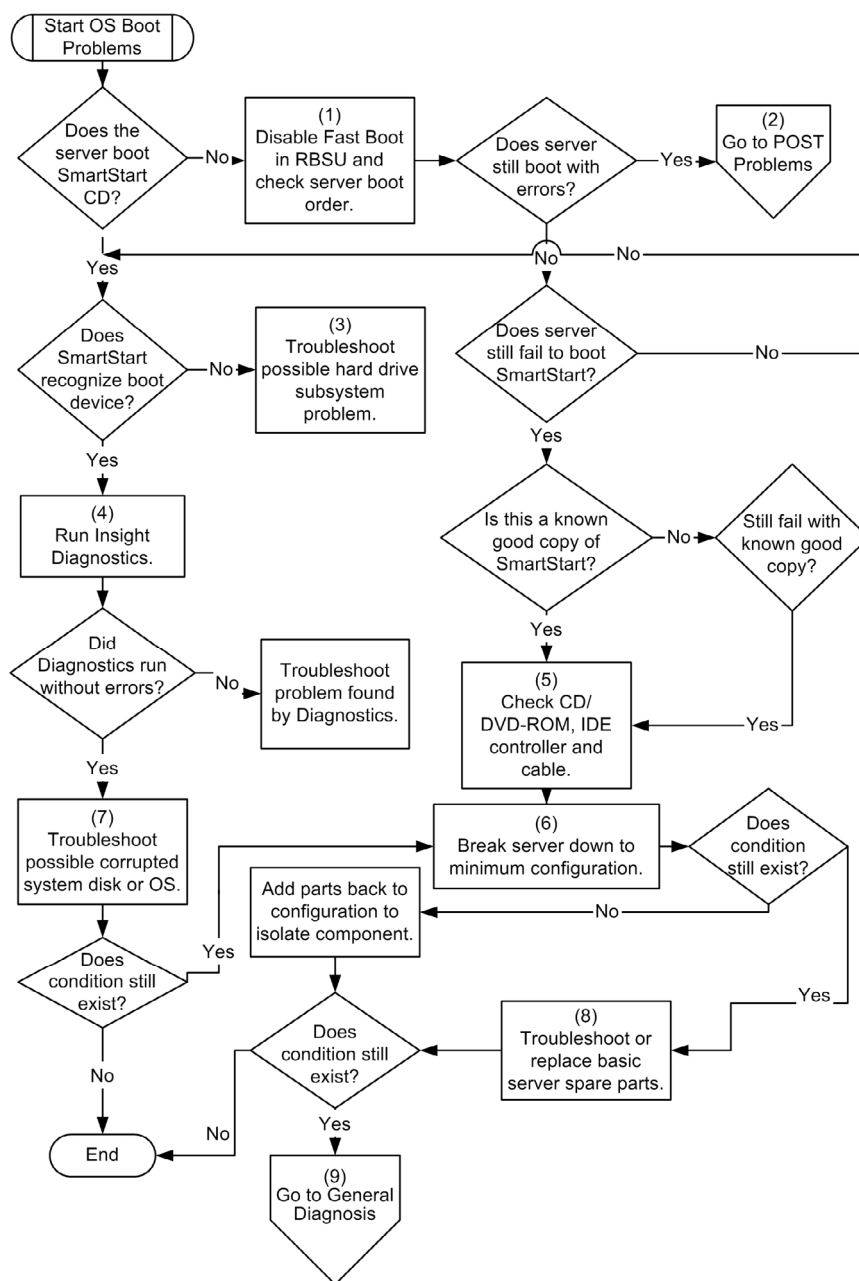 Start OS Boot
Problems
Does the
server boot
SmartStart
CD?
No
(1)
Disable Fast Boot
in RBSU and
check server boot
order.
Does server
still boot with
errors?
Yes
(2)
Go to POST
Problems
Yes
No
No
Does
SmartStart
recognize boot
device?
No
(3)
Troubleshoot
possible hard drive
subsystem
problem.
Does server
still fail to boot
SmartStart?
No
Yes
Yes
(4)
Run Insight
Diagnostics.
Is this a known
good copy of
SmartStart?
No
Still fail with
known good
copy?
Yes
Did
Diagnostics run
without errors?
No
Troubleshoot
problem found
by Diagnostics.
(5)
Check CD/
DVD-ROM, IDE
controller and
cable.
Yes
Yes
(7)
Troubleshoot
possible corrupted
system disk or OS.
(6)
Break server down to
minimum configuration.
Does
condition
still exist?
Add parts back to
configuration to
isolate component.
No
Yes
Does
condition still
exist?
Yes
Does
condition still
exist?
(8)
Troubleshoot or
replace basic
server spare parts.
No
No
Yes
End
(9)
Go to General
Diagnosis